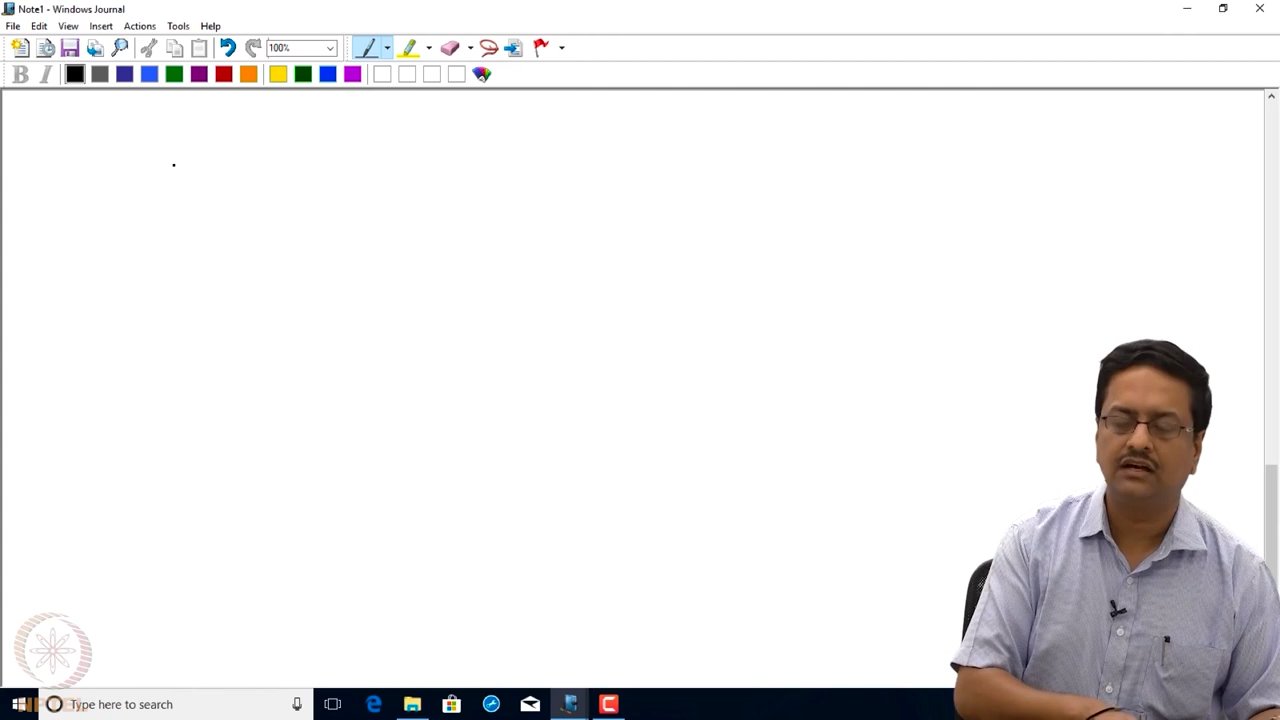 Note1 - Windows Journal
File Edit View Insert Actions Tools Help
100%
B I
Type here to search